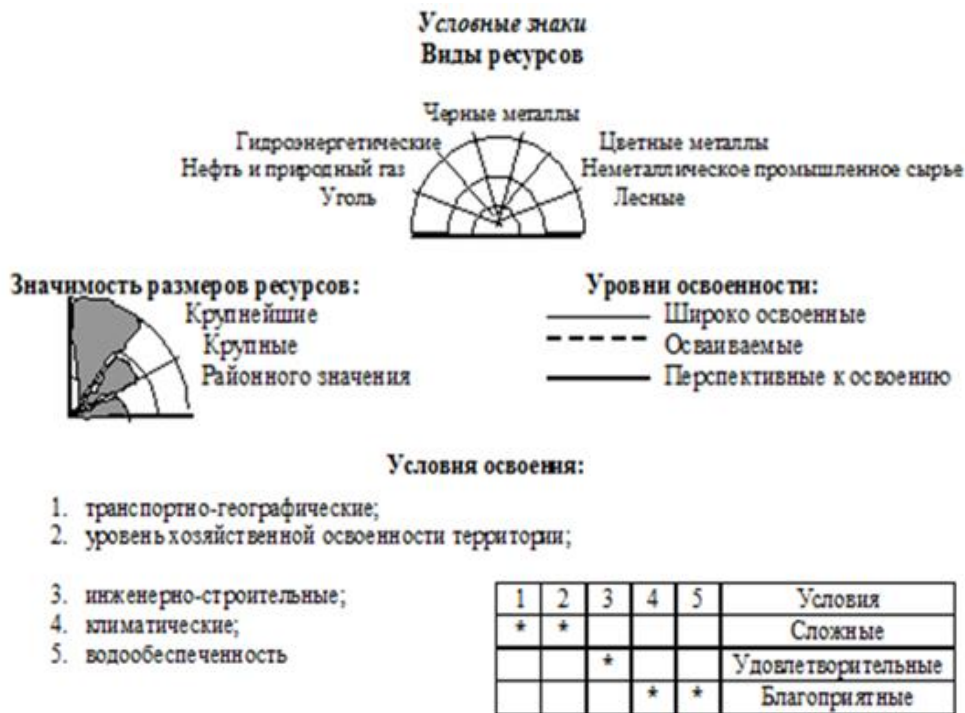 Условные знаки
Виды ресурсов
Черные металлы
Гидроэнергетические
Цветные металлы
Нефть и природный газ
Неметаллическое промышленное сырье
Уголь
Лесные
Значимость размеров ресурсов:
Крупнейшие
Крупные
Районного значения
Уровни освоенности:
Широко освоенные
Осваиваемые
Перспективные к освоению
Условия освоения:
1. транспортно-географические;
2. уровень хозяйственной освоенности территории;
3. инженерно-строительные;
4. климатические;
5. водообеспеченность
1 2 3 4 5 Условия
* * Сложные
* Удовлетворительные
* * Благоприятные